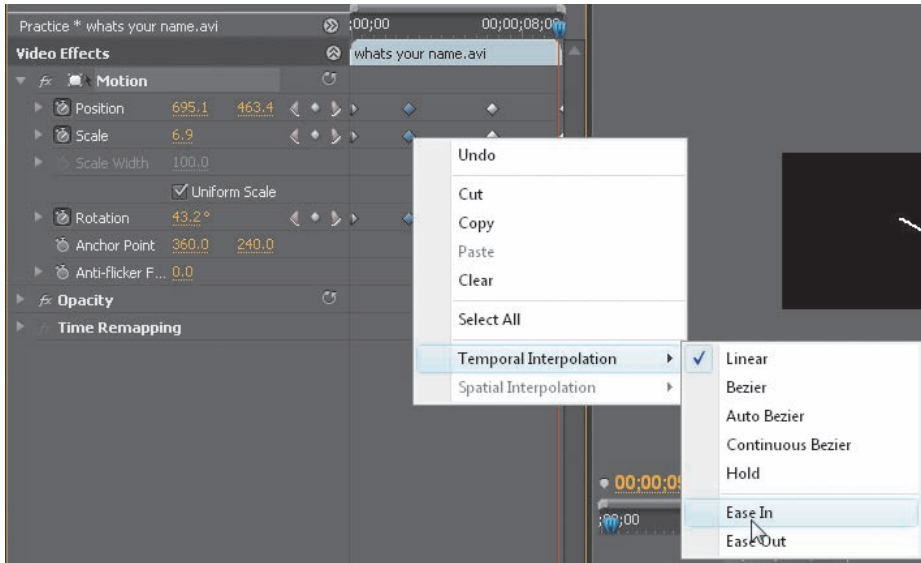 Practice * whats your name.avi
;00;00 00;00;08;0
Video Effects
whats your name.avi
fx Motion
Position 695.1 463.4
Scale 6.9
Scale Width 100.0
Uniform Scale
Rotation 43.2°
Anchor Point 360.0 240.0
Anti-flicker F... 0.0
fx Opacity
Time Remapping
Undo
Cut
Copy
Paste
Clear
Select All
Temporal Interpolation
Spatial Interpolation
Linear
Bezier
Auto Bezier
Continuous Bezier
Hold
Ease In
Ease Out
;00